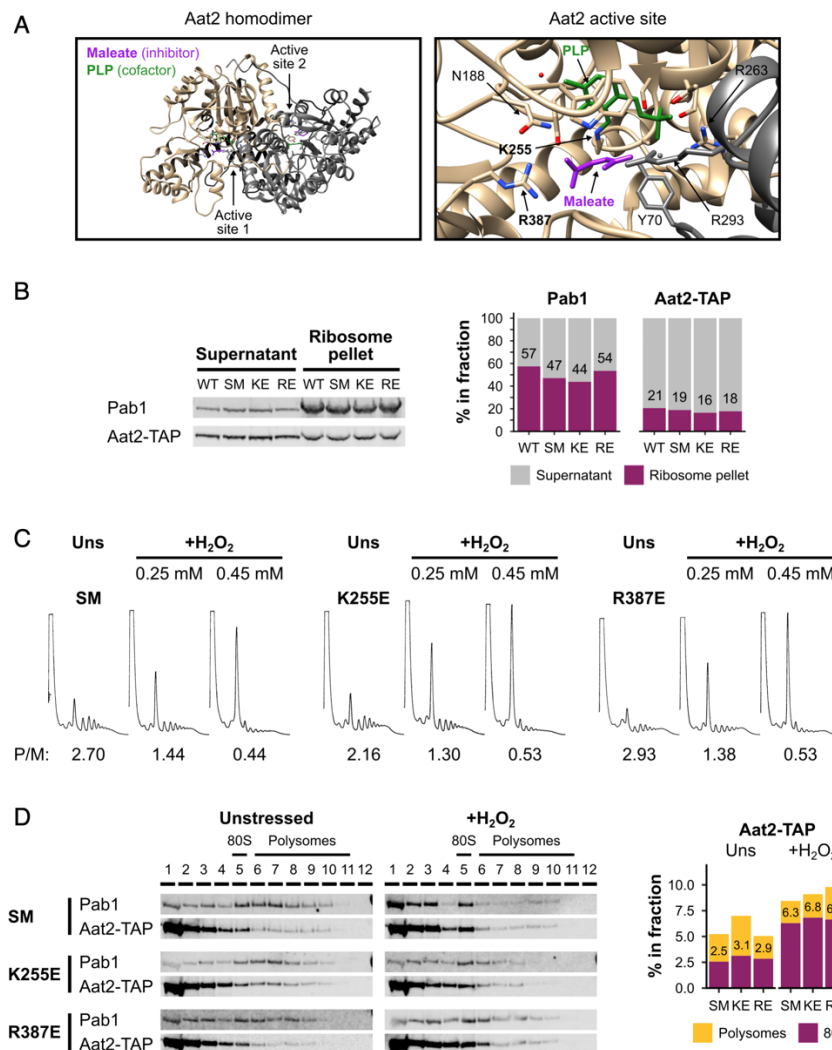 A
Aat2 homodimer
Aat2 active site
Maleate (inhibitor)
PLP (cofactor)
Active
site 2
Active
site 1
PLP
N188
R263
K255
Maleate
R387
Y70
R293
B
Supernatant
Ribosome
pellet
WT SM KE RE WT SM KE RE
Pab1
Aat2-TAP
Pab1
Aat2-TAP
% in fraction
100
80
60
40
20
0
57 47 44 54
21 19 16 18
WT SM KE RE
WT SM KE RE
Supernatant
Ribosome pellet
C
Uns
+H₂O₂
0.25 mM 0.45 mM
SM
Uns
+H₂O₂
0.25 mM 0.45 mM
K255E
Uns
+H₂O₂
0.25 mM 0.45 mM
R387E
P/M: 2.70 1.44 0.44 2.16 1.30 0.53 2.93 1.38 0.53
D
Unstressed
+H₂O₂
80S Polysomes
80S Polysomes
1 2 3 4 5 6 7 8 9 10 11 12
1 2 3 4 5 6 7 8 9 10 11 12
SM
Pab1
Aat2-TAP
K255E
Pab1
Aat2-TAP
R387E
Pab1
Aat2-TAP
Aat2-TAP
Uns
+H₂O
% in fraction
10.0
7.5
5.0
2.5
0.0
2.5 3.1 2.9
6.3 6.8 6.
SM KE RE
SM KE R
Polysomes
80